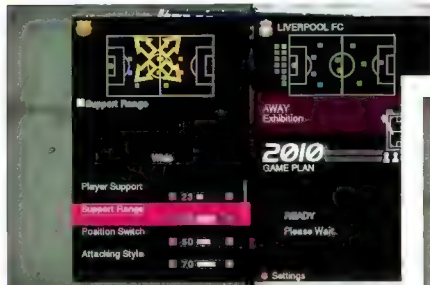 LIVERPOOL FC
Support Range
AWAY
Exhibition
2010
GAME PLAN
Player Support
23
Support Range
READY
Position Switch
Please Wait.
50
Attacking Style
70
Settings